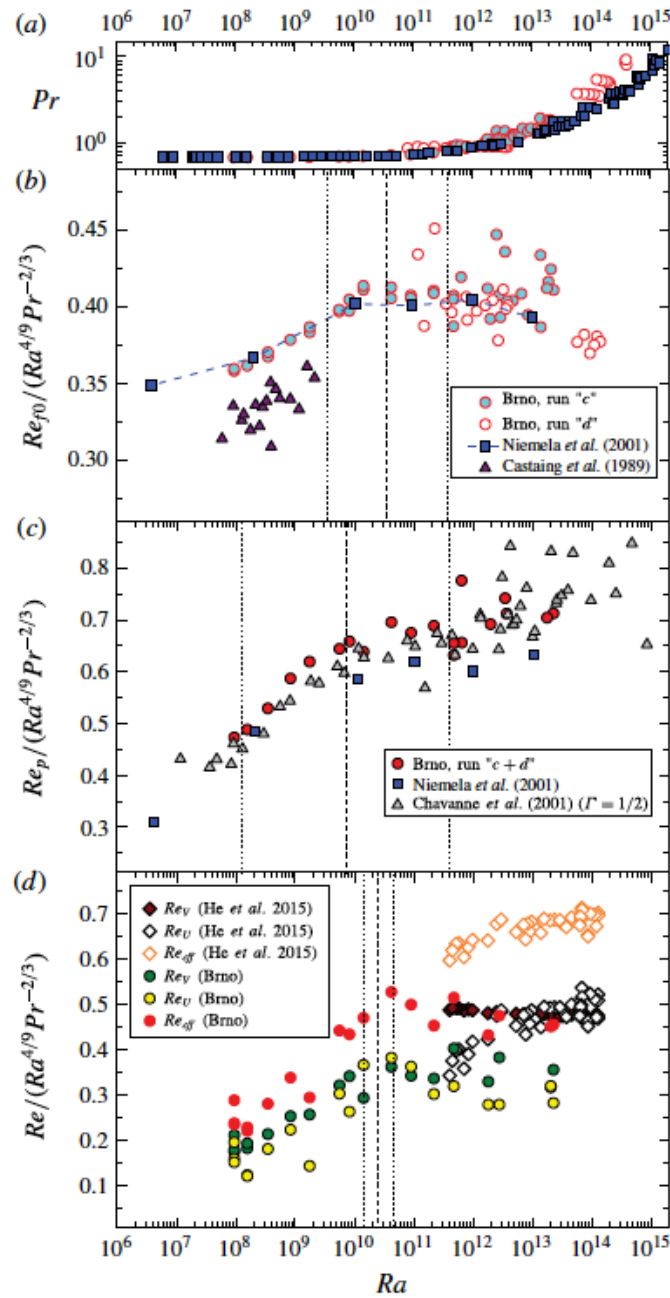 (a) 10^6 10^7 10^8 10^9 10^10 10^11 10^12 10^13 10^14 10^15
10^1
Pr
10^0
(b)
0.45
0.40
0.35
0.30
Re_f0/(Ra^4/9 Pr^−2/3)
Brno, run "c"
Brno, run "d"
Niemela et al. (2001)
Castaing et al. (1989)
(c)
0.8
0.7
0.6
0.5
0.4
0.3
Re_p/(Ra^4/9 Pr^−2/3)
Brno, run "c + d"
Niemela et al. (2001)
Chavanne et al. (2001) (Γ = 1/2)
(d)
0.7
0.6
0.5
0.4
0.3
0.2
0.1
Re/(Ra^4/9 Pr^−2/3)
Re_V (He et al. 2015)
Re_U (He et al. 2015)
Re_eff (He et al. 2015)
Re_V (Brno)
Re_U (Brno)
Re_eff (Brno)
10^6 10^7 10^8 10^9 10^10 10^11 10^12 10^13 10^14 10^15
Ra